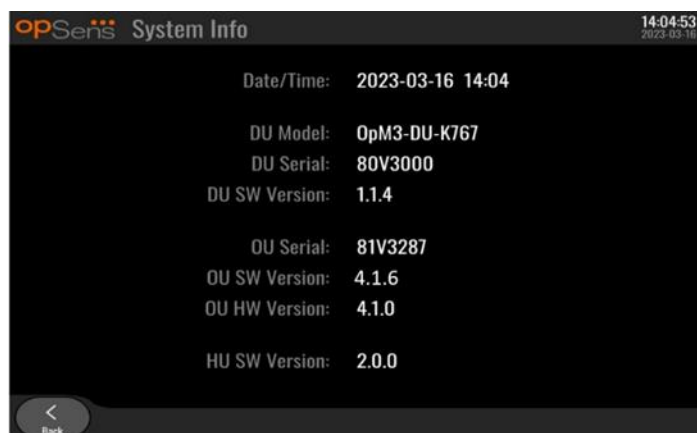 opSens System Info
14:04:53
2023-03-16
Date/Time: 2023-03-16 14:04
DU Model: OpM3-DU-K767
DU Serial: 80V3000
DU SW Version: 1.1.4
OU Serial: 81V3287
OU SW Version: 4.1.6
OU HW Version: 4.1.0
HU SW Version: 2.0.0
<
Back